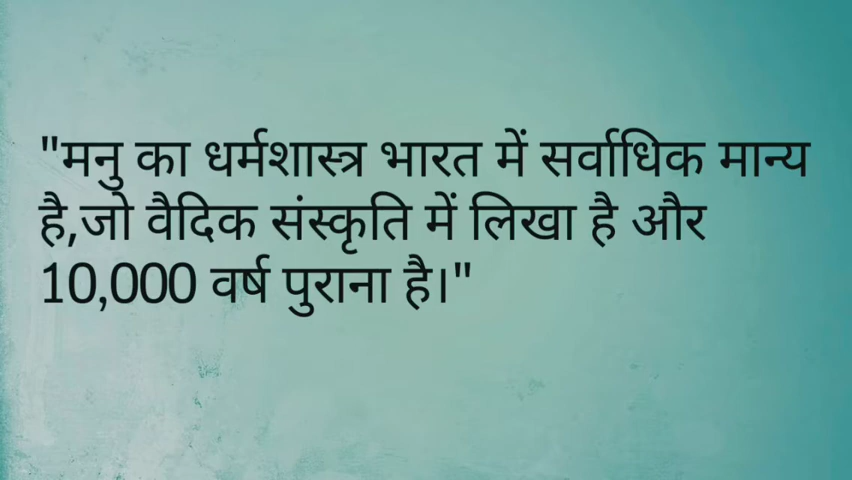 "मनु का धर्मशास्त्र भारत में सर्वाधिक मान्य
है,जो वैदिक संस्कृति में लिखा है और
10,000 वर्ष पुराना है।"